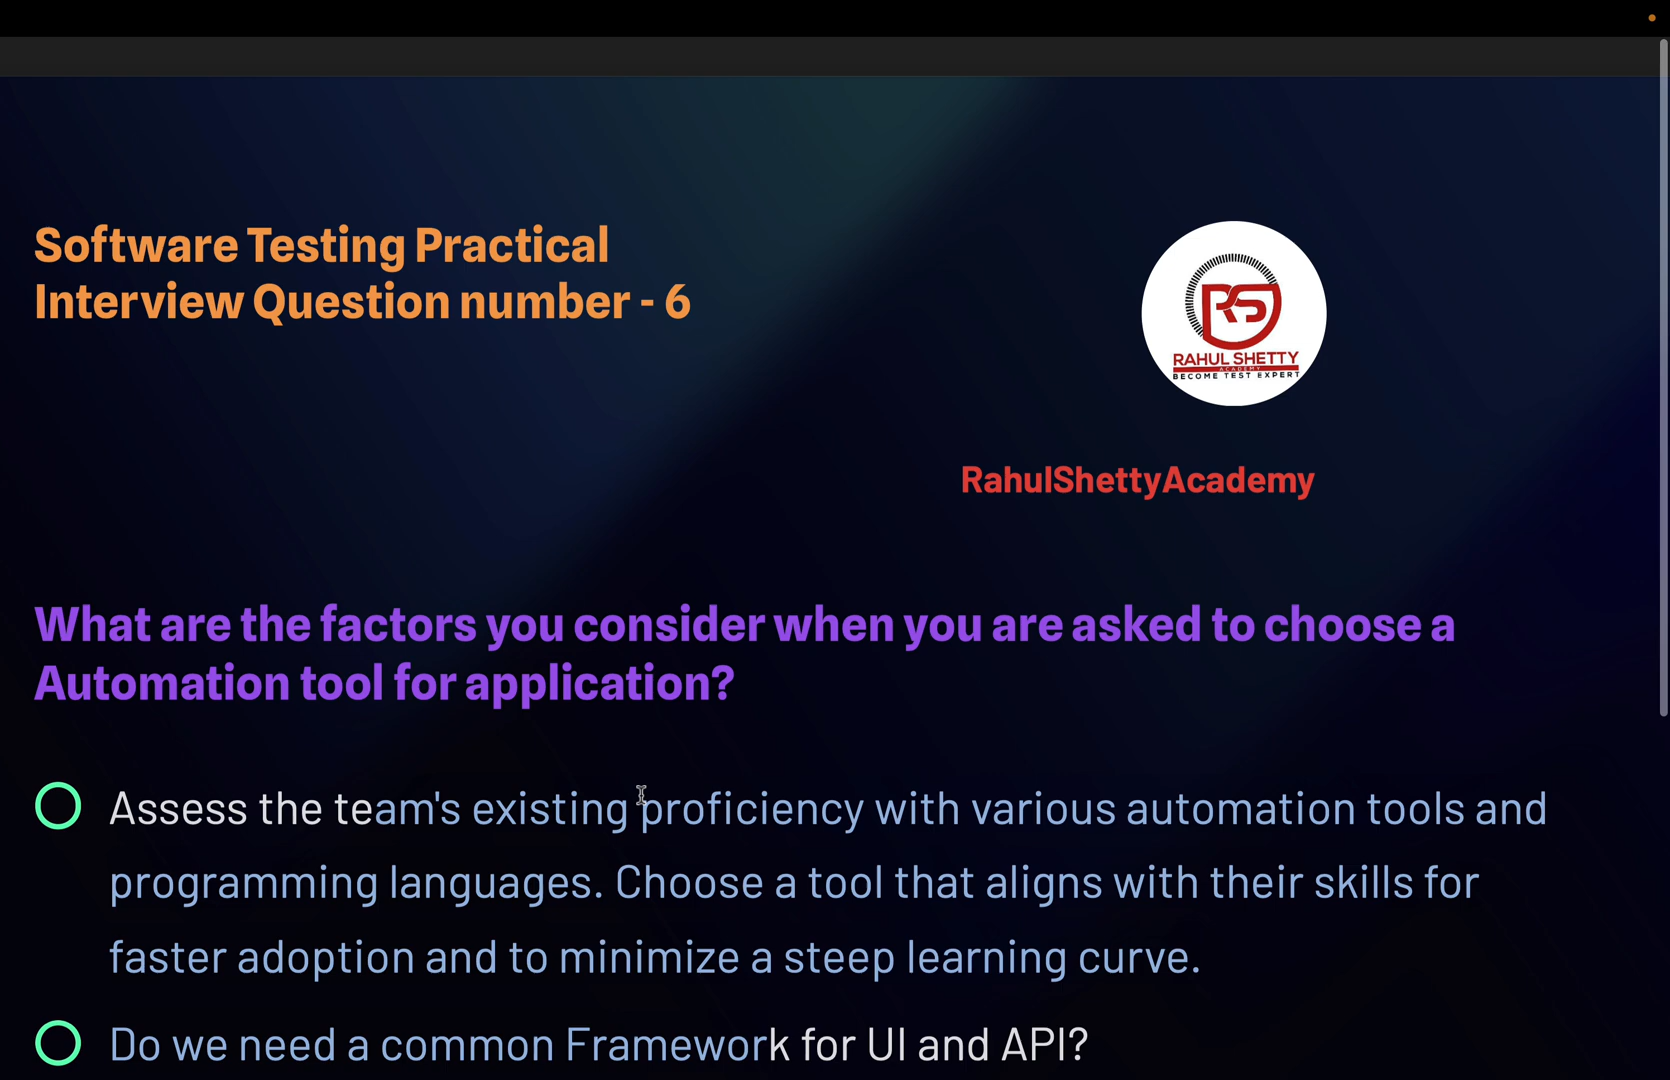 Software Testing Practical
Interview Question number - 6
RAHUL SHETTY
ACADEMY
BECOME TEST EXPERT
RahulShettyAcademy
What are the factors you consider when you are asked to choose a
Automation tool for application?
Assess the team's existing proficiency with various automation tools and
programming languages. Choose a tool that aligns with their skills for
faster adoption and to minimize a steep learning curve.
Do we need a common Framework for UI and API?